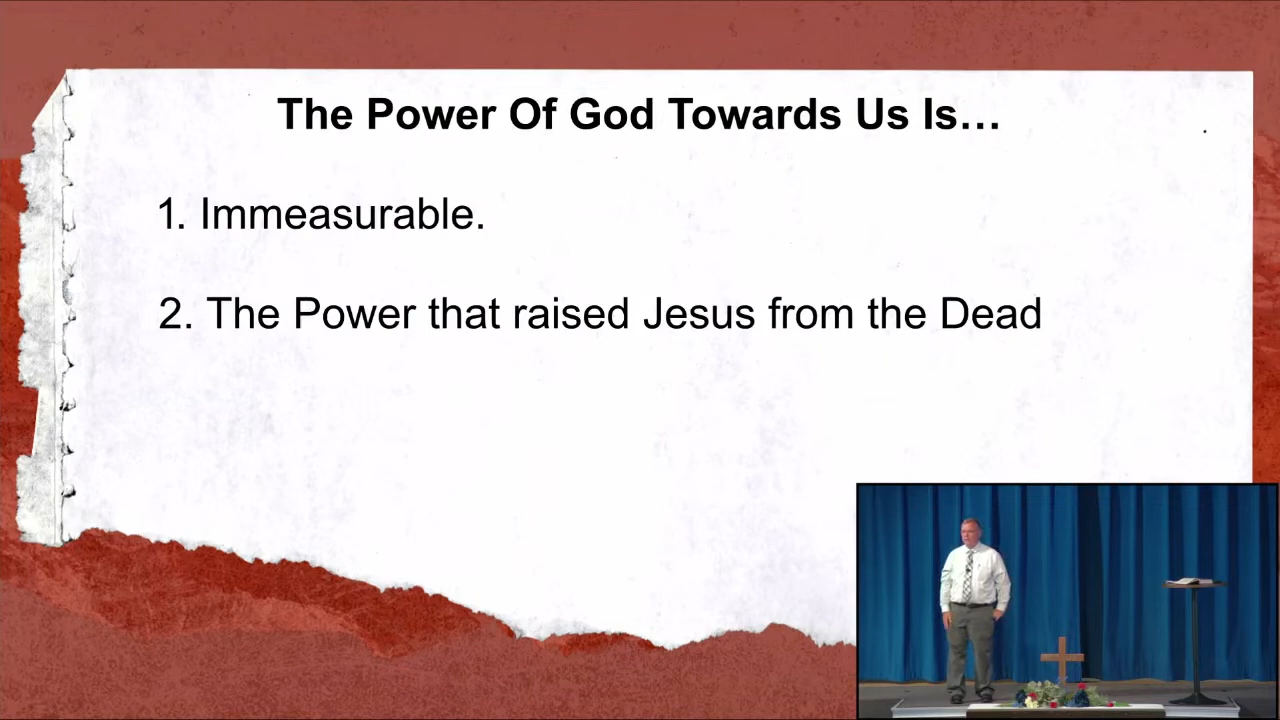 The Power Of God Towards Us Is…
1. Immeasurable.
2. The Power that raised Jesus from the Dead